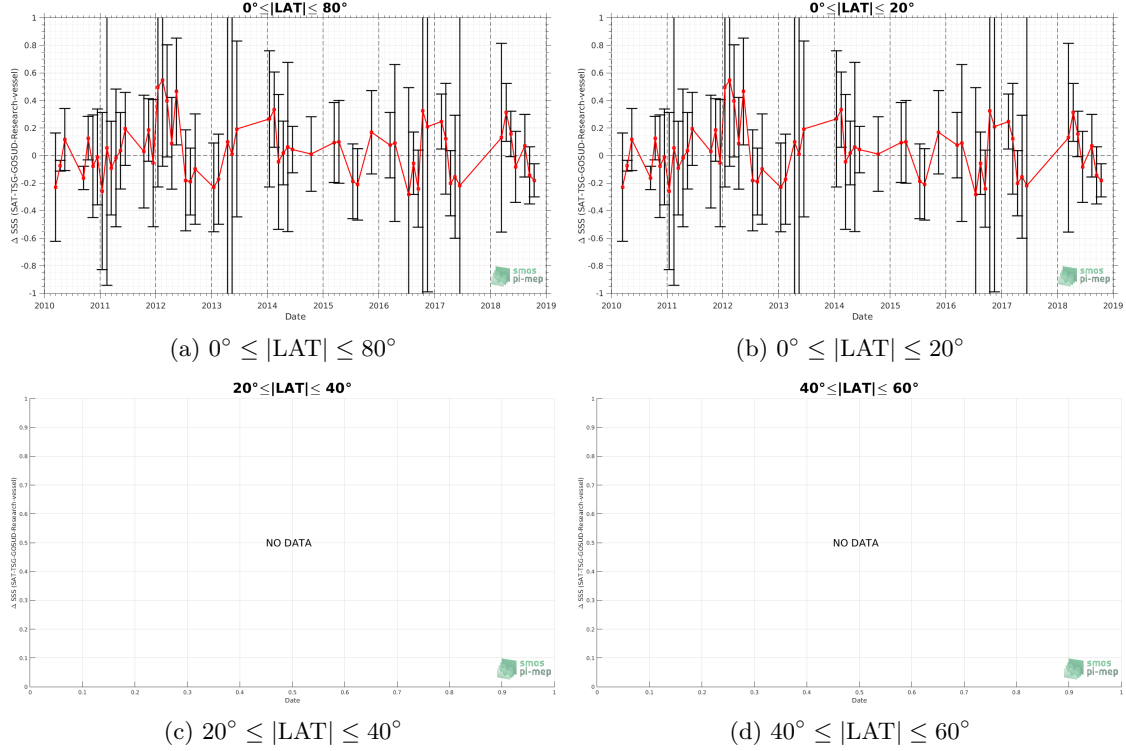 0°≤|LAT|≤ 80°
Δ SSS (SAT-TSG-GOSUD-Research-vessel)
1
0.8
0.6
0.4
0.2
0
-0.2
-0.4
-0.6
-0.8
-1
2010 2011 2012 2013 2014 2015 2016 2017 2018 2019
Date
smos
pi-mep
(a) 0° ≤ |LAT| ≤ 80°
0°≤|LAT|≤ 20°
Δ SSS (SAT-TSG-GOSUD-Research-vessel)
1
0.8
0.6
0.4
0.2
0
-0.2
-0.4
-0.6
-0.8
-1
2010 2011 2012 2013 2014 2015 2016 2017 2018 2019
Date
smos
pi-mep
(b) 0° ≤ |LAT| ≤ 20°
20°≤|LAT|≤ 40°
Δ SSS (SAT-TSG-GOSUD-Research-vessel)
1
0.9
0.8
0.7
0.6
0.5
0.4
0.3
0.2
0.1
0
NO DATA
0 0.1 0.2 0.3 0.4 0.5 0.6 0.7 0.8 0.9 1
Date
smos
pi-mep
(c) 20° ≤ |LAT| ≤ 40°
40°≤|LAT|≤ 60°
Δ SSS (SAT-TSG-GOSUD-Research-vessel)
1
0.9
0.8
0.7
0.6
0.5
0.4
0.3
0.2
0.1
0
NO DATA
0 0.1 0.2 0.3 0.4 0.5 0.6 0.7 0.8 0.9 1
Date
smos
pi-mep
(d) 40° ≤ |LAT| ≤ 60°